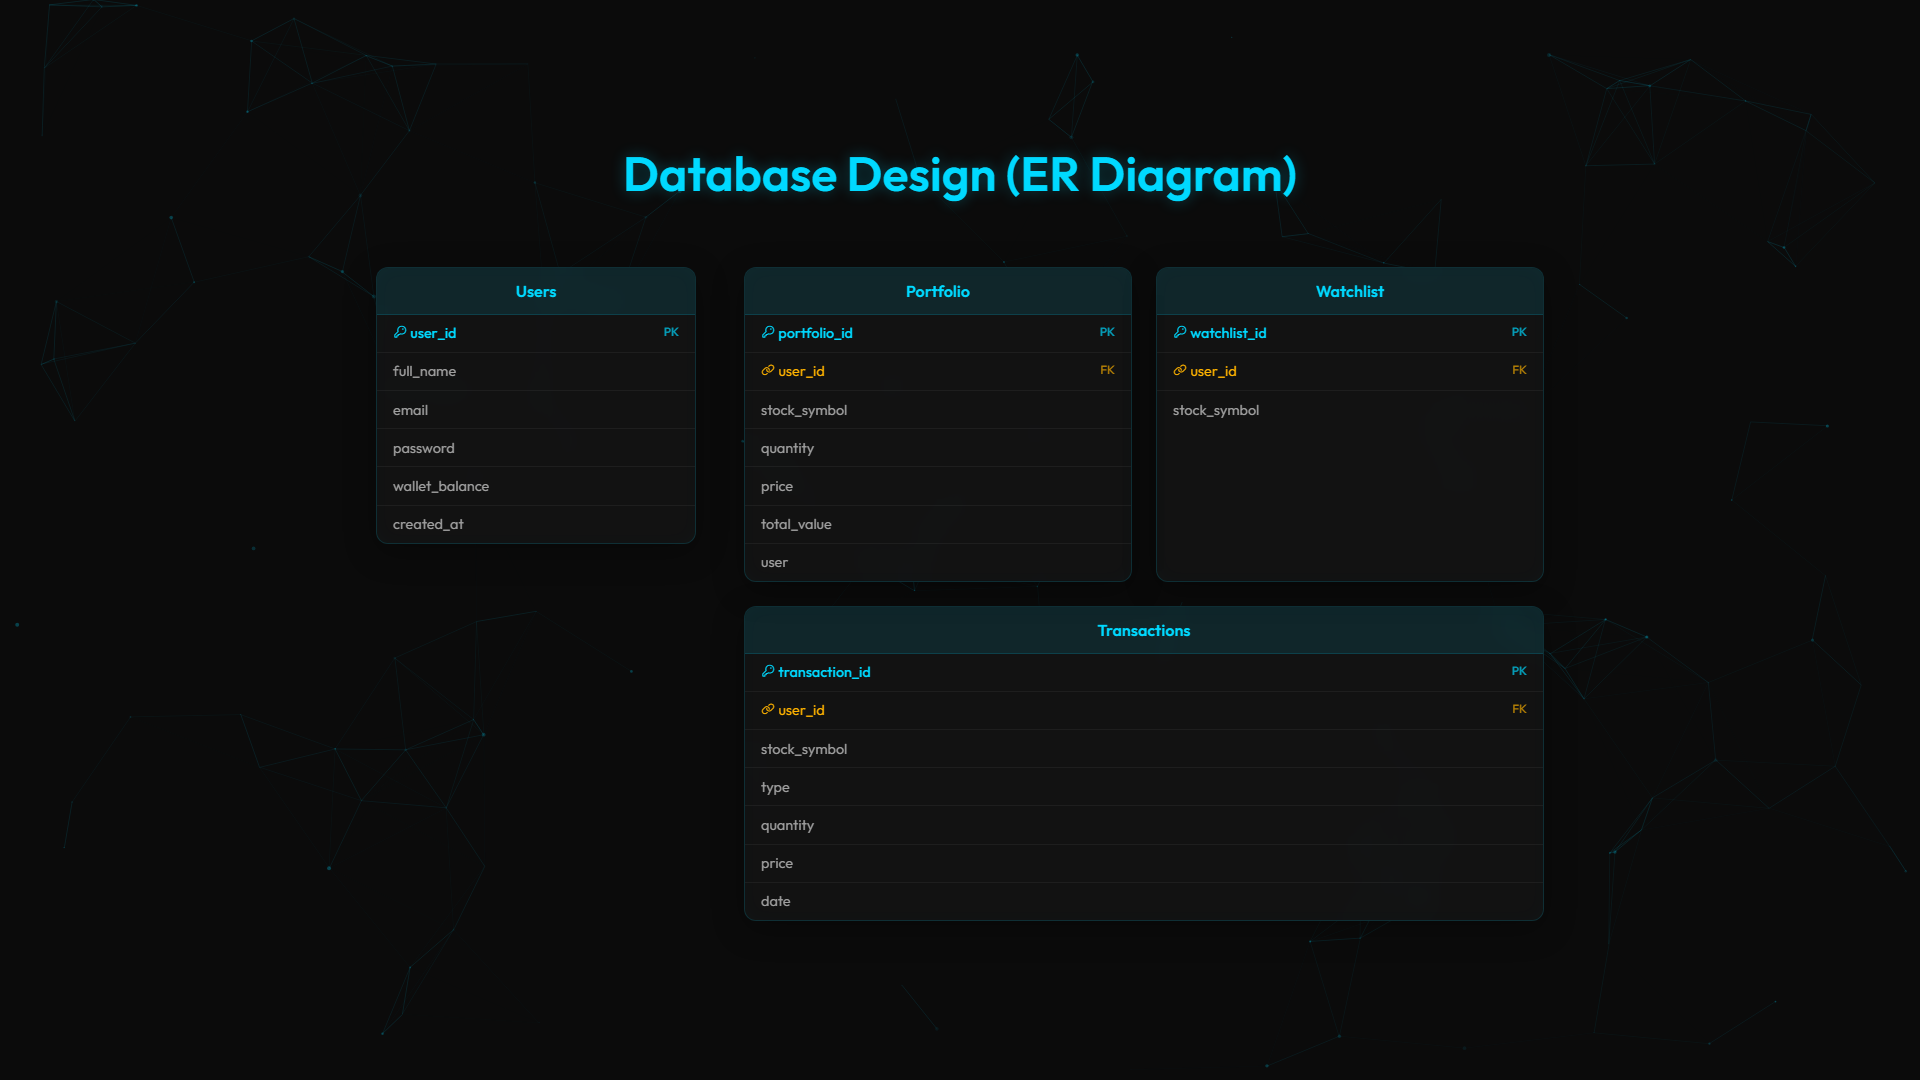 Database Design (ER Diagram)
Users
user_id PK
full_name
email
password
wallet_balance
created_at
Portfolio
portfolio_id PK
user_id FK
stock_symbol
quantity
price
total_value
user
Watchlist
watchlist_id PK
user_id FK
stock_symbol
Transactions
transaction_id PK
user_id FK
stock_symbol
type
quantity
price
date